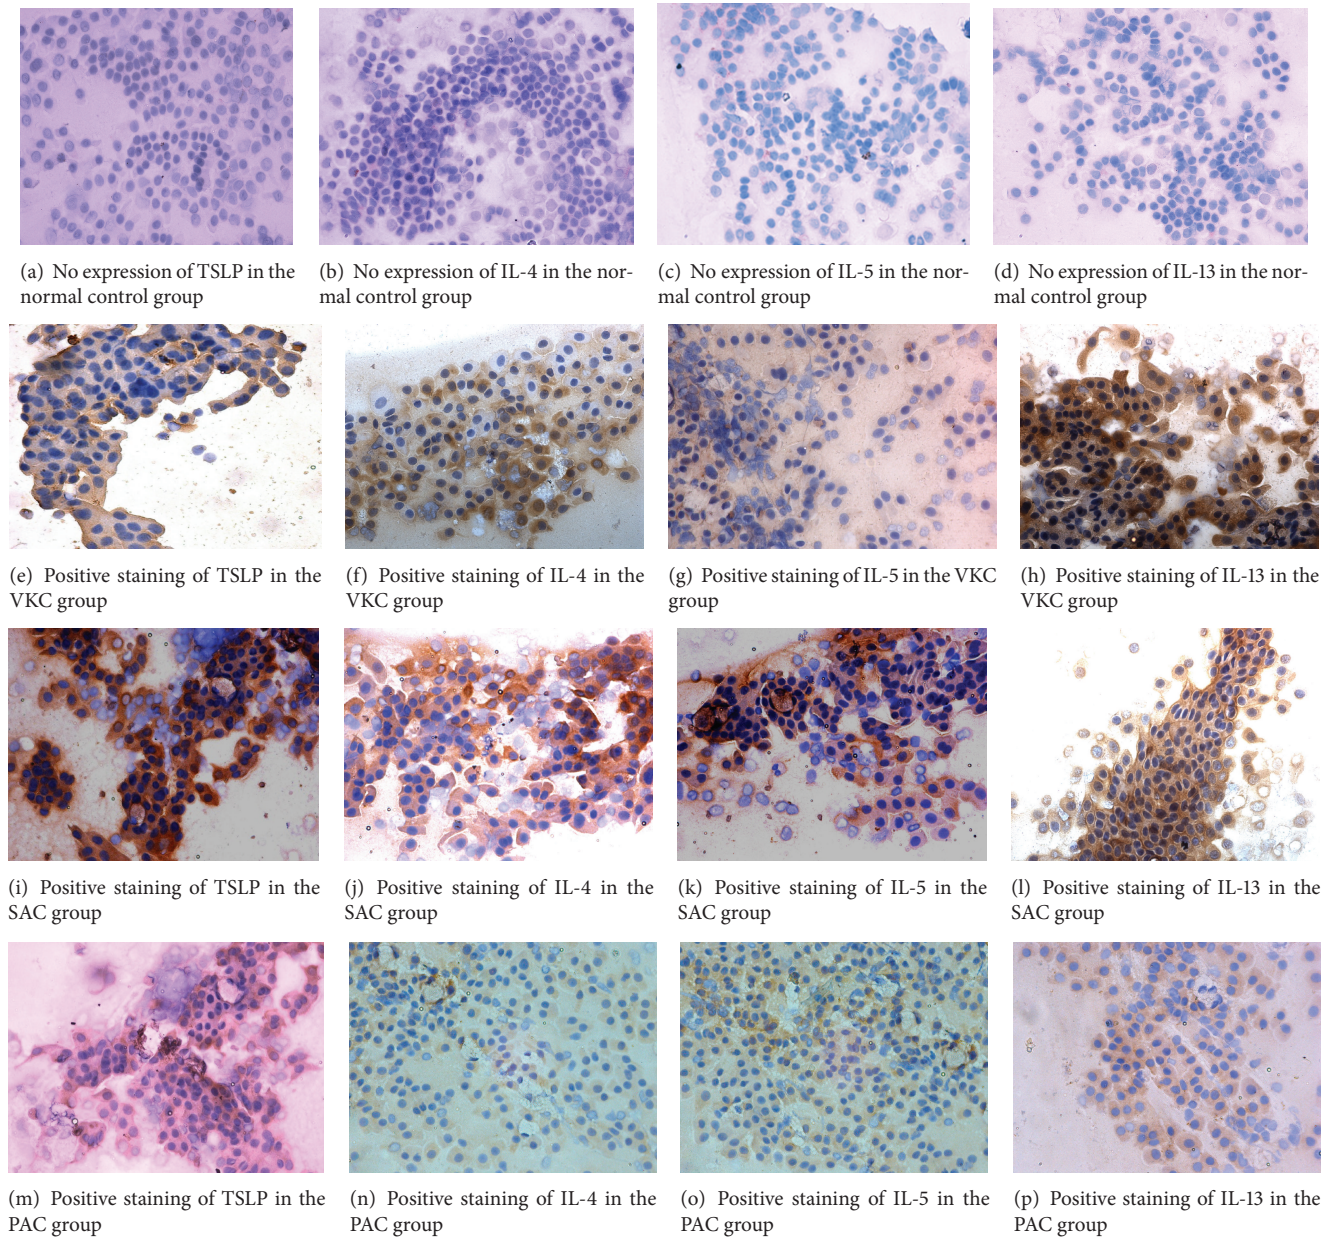 (a) No expression of TSLP in the
normal control group
(b) No expression of IL-4 in the nor-
mal control group
(c) No expression of IL-5 in the nor-
mal control group
(d) No expression of IL-13 in the nor-
mal control group
(e) Positive staining of TSLP in the
VKC group
(f) Positive staining of IL-4 in the
VKC group
(g) Positive staining of IL-5 in the VKC
group
(h) Positive staining of IL-13 in the
VKC group
(i) Positive staining of TSLP in the
SAC group
(j) Positive staining of IL-4 in the
SAC group
(k) Positive staining of IL-5 in the
SAC group
(l) Positive staining of IL-13 in the
SAC group
(m) Positive staining of TSLP in the
PAC group
(n) Positive staining of IL-4 in the
PAC group
(o) Positive staining of IL-5 in the
PAC group
(p) Positive staining of IL-13 in the
PAC group